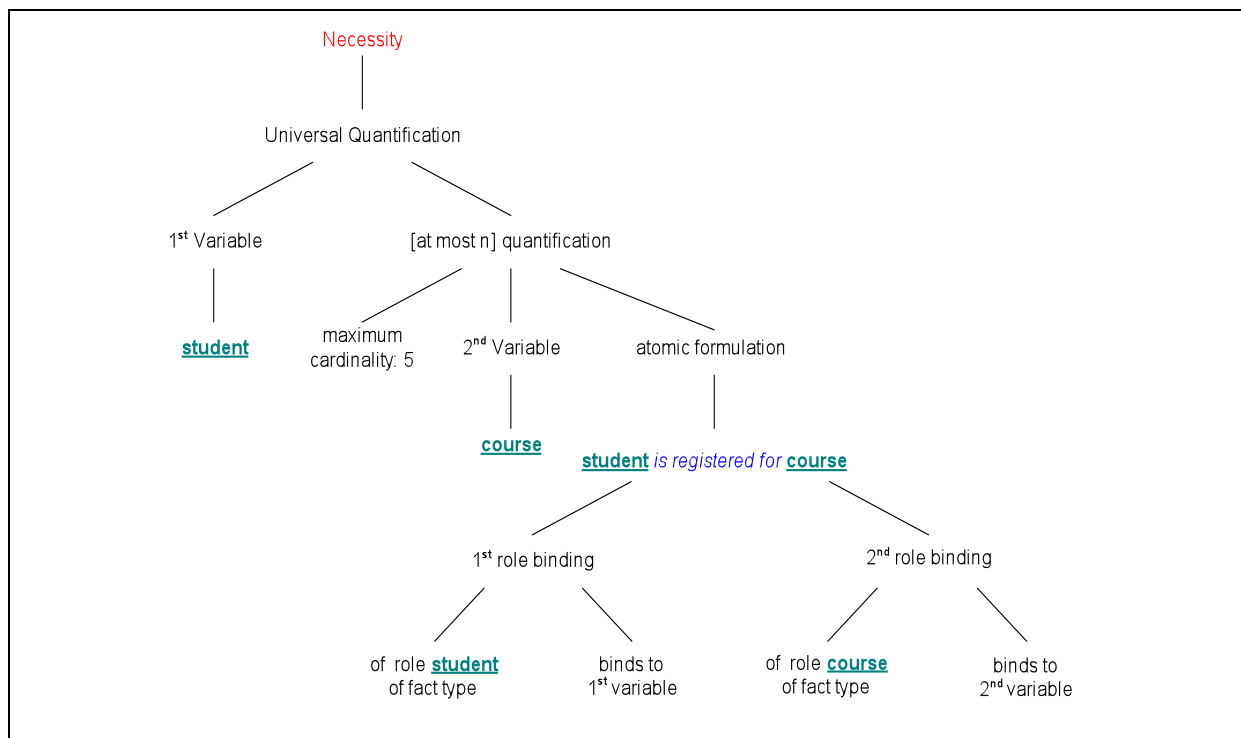 Necessity
Universal Quantification
1st Variable
[at most n] quantification
student
maximum
cardinality: 5
2nd Variable
atomic formulation
course
student is registered for course
1st role binding
2nd role binding
of role student
of fact type
binds to
1st variable
of role course
of fact type
binds to
2nd variable